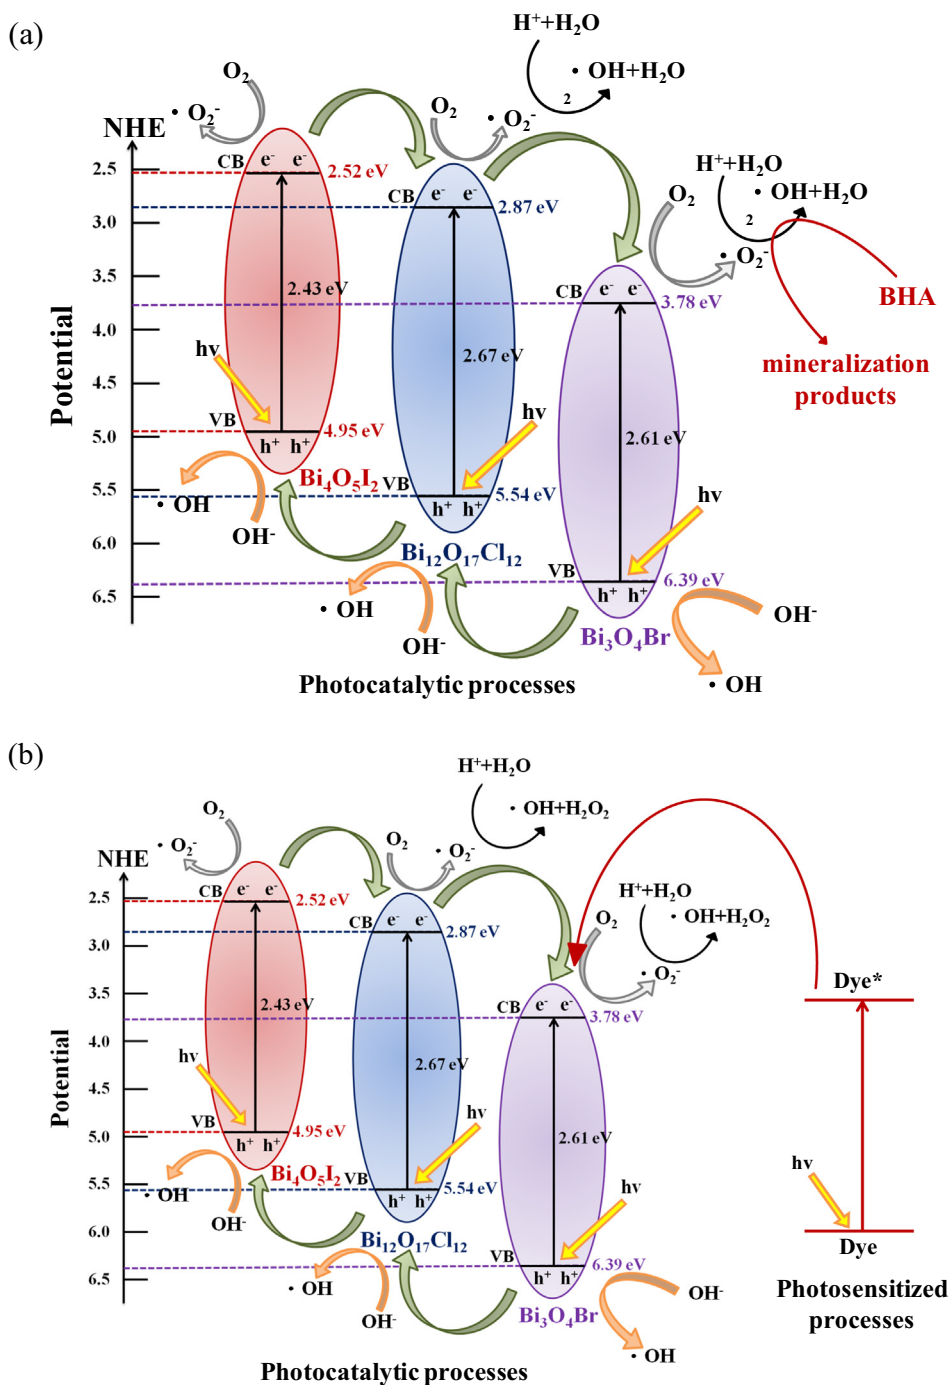 (a)
H⁺+H₂O
· OH+H₂O
2
O₂
· O₂⁻
O₂
· O₂⁻
NHE
H⁺+H₂O
· OH+H₂O
2
O₂
· O₂⁻
BHA
mineralization
products
CB e⁻ e⁻ 2.52 eV
CB e⁻ e⁻ 2.87 eV
CB e⁻ e⁻ 3.78 eV
2.5
3.0
3.5
4.0
4.5
5.0
5.5
6.0
6.5
Potential
2.43 eV
2.67 eV
2.61 eV
hv
hv
hv
VB h⁺ h⁺ 4.95 eV
Bi₄O₅I₂
VB h⁺ h⁺ 5.54 eV
Bi₁₂O₁₇Cl₁₂
VB h⁺ h⁺ 6.39 eV
Bi₃O₄Br
· OH
OH⁻
· OH
OH⁻
OH⁻
· OH
Photocatalytic processes
(b)
H⁺+H₂O
· OH+H₂O₂
O₂
· O₂⁻
O₂
· O₂⁻
NHE
H⁺+H₂O
· OH+H₂O₂
O₂
· O₂⁻
CB e⁻ e⁻ 2.52 eV
CB e⁻ e⁻ 2.87 eV
CB e⁻ e⁻ 3.78 eV
2.5
3.0
3.5
4.0
4.5
5.0
5.5
6.0
6.5
Potential
2.43 eV
2.67 eV
2.61 eV
hv
hv
hv
VB h⁺ h⁺ 4.95 eV
Bi₄O₅I₂
VB h⁺ h⁺ 5.54 eV
Bi₁₂O₁₇Cl₁₂
VB h⁺ h⁺ 6.39 eV
Bi₃O₄Br
· OH
OH⁻
· OH
OH⁻
OH⁻
· OH
Dye*
hv
Dye
Photosensitized
processes
Photocatalytic processes